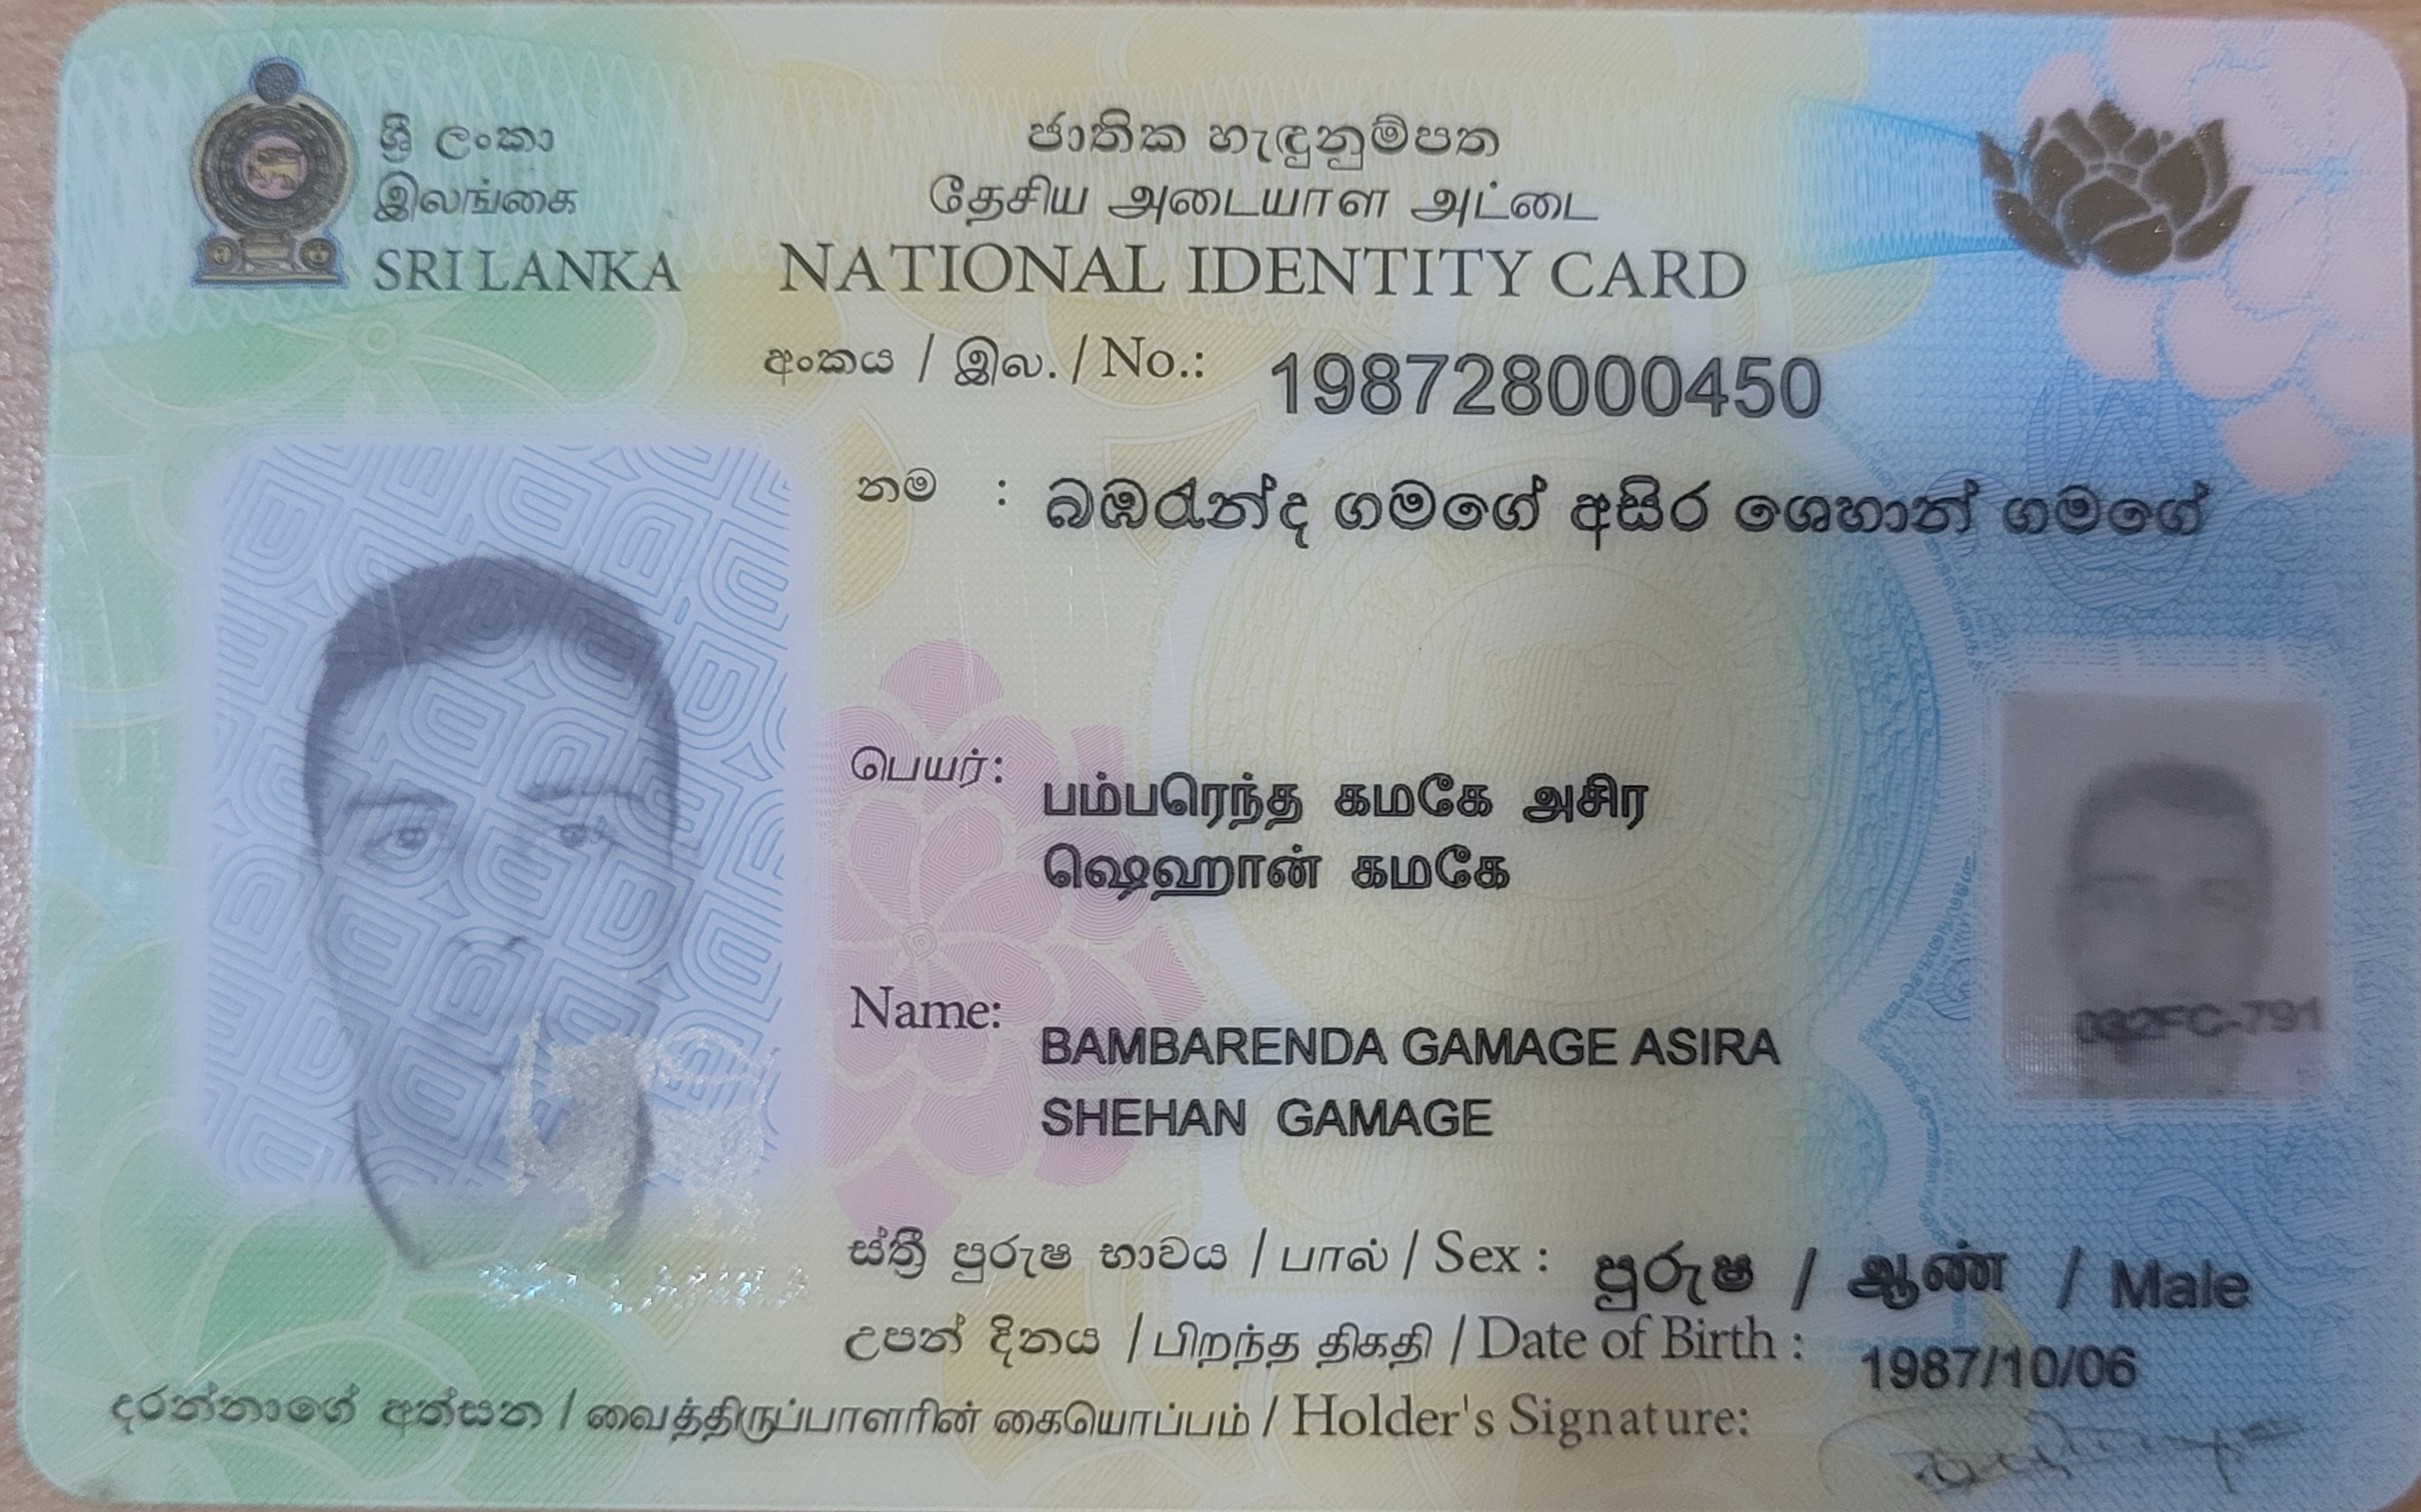 ශ්‍රී ලංකා
இலங்கை
SRI LANKA
ජාතික හැඳුනුම්පත
தேசிய அடையாள அட்டை
NATIONAL IDENTITY CARD
අංකය / இல. / No.: 198728000450
නම : බඹරැන්ද ගමගේ අසිර ශෙහාන් ගමගේ
பெயர்: பம்பரெந்த கமகே அசிர
ஷெஹான் கமகே
Name: BAMBARENDA GAMAGE ASIRA
SHEHAN GAMAGE
ස්ත්‍රී පුරුෂ භාවය / பால் / Sex : පුරුෂ / ஆண் / Male
උපන් දිනය / பிறந்த திகதி / Date of Birth : 1987/10/06
දරන්නාගේ අත්සන / வைத்திருப்பாளரின் கையொப்பம் / Holder's Signature: